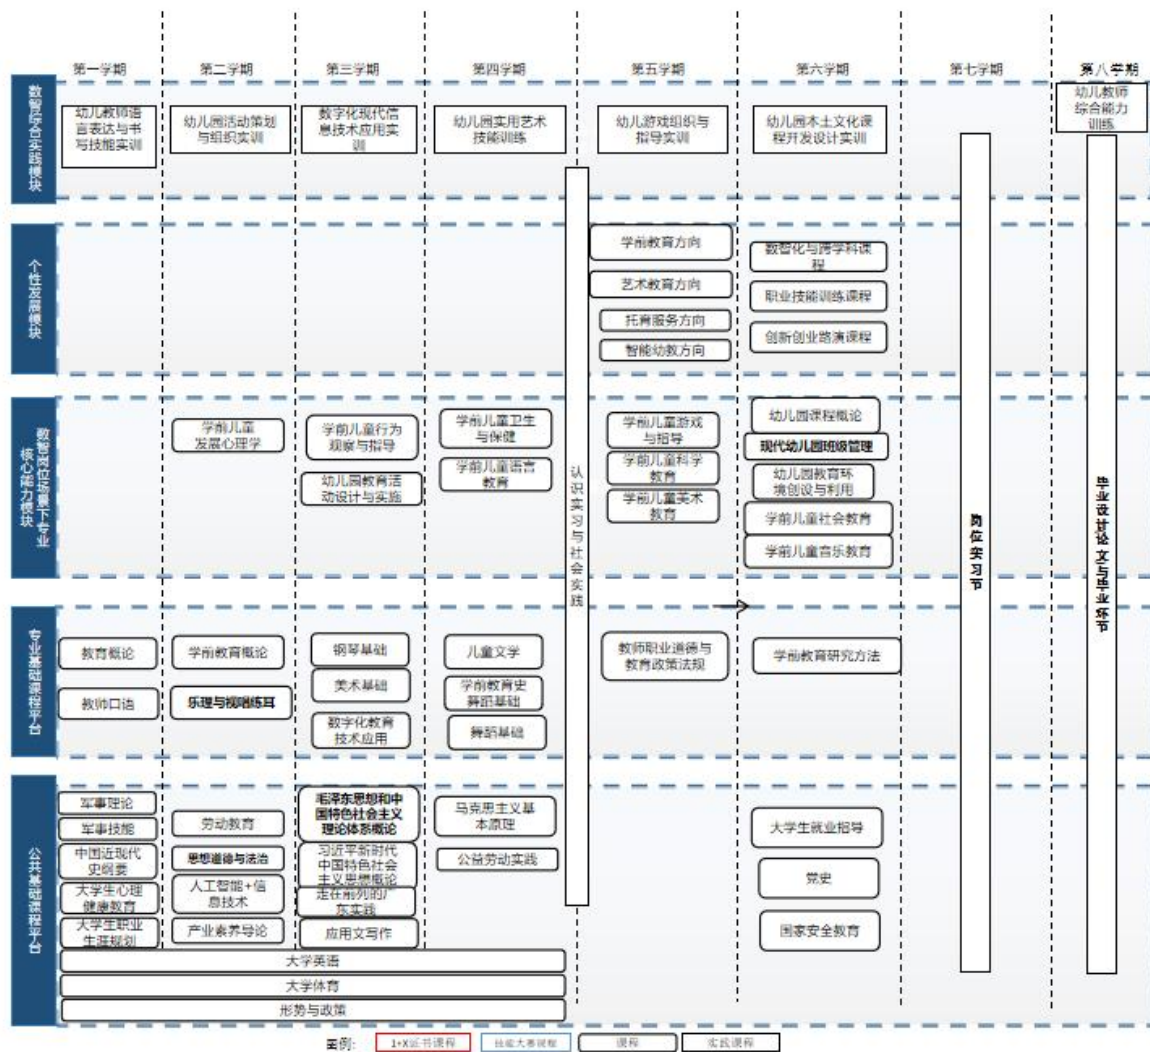 第一学期
第二学期
第三学期
第四学期
第五学期
第六学期
第七学期
第八学期
数智综合实践模块
幼儿教师语
言表达与书
写技能实训
幼儿园活动策划
与组织实训
数字化现代信
息技术应用实
训
幼儿园实用艺术
技能训练
幼儿游戏组织与
指导实训
幼儿园本土文化课
程开发设计实训
幼儿教师
综合能力
训练
个性发展模块
学前教育方向
艺术教育方向
托育服务方向
智能幼教方向
数智化与跨学科课
程
职业技能训练课程
创新创业路演课程
数智岗位场景下专业
核心能力模块
学前儿童
发展心理学
学前儿童行为
观察与指导
幼儿园教育活
动设计与实施
学前儿童卫生
与保健
学前儿童语言
教育
认识实习与社会实践
学前儿童游戏
与指导
学前儿童科学
教育
学前儿童美术
教育
幼儿园课程概论
现代幼儿园班级管理
幼儿园教育环
境创设与利用
学前儿童社会教育
学前儿童音乐教育
岗位实习节
毕业设计论文与毕业环节
专业基础课程平台
教育概论
教师口语
学前教育概论
乐理与视唱练耳
钢琴基础
美术基础
数字化教育
技术应用
儿童文学
学前教育史
舞蹈基础
舞蹈基础
教师职业道德与
教育政策法规
学前教育研究方法
公共基础课程平台
军事理论
军事技能
中国近现代
史纲要
大学生心理
健康教育
大学生职业
生涯规划
劳动教育
思想道德与法治
人工智能+信
息技术
产业素养导论
毛泽东思想和中
国特色社会主义
理论体系概论
习近平新时代
中国特色社会
主义思想概论
走在前列的广
东实践
应用文写作
马克思主义基
本原理
公益劳动实践
大学生就业指导
党史
国家安全教育
大学英语
大学体育
形势与政策
图例:
1+X证书课程
技能大赛课程
课程
实践课程